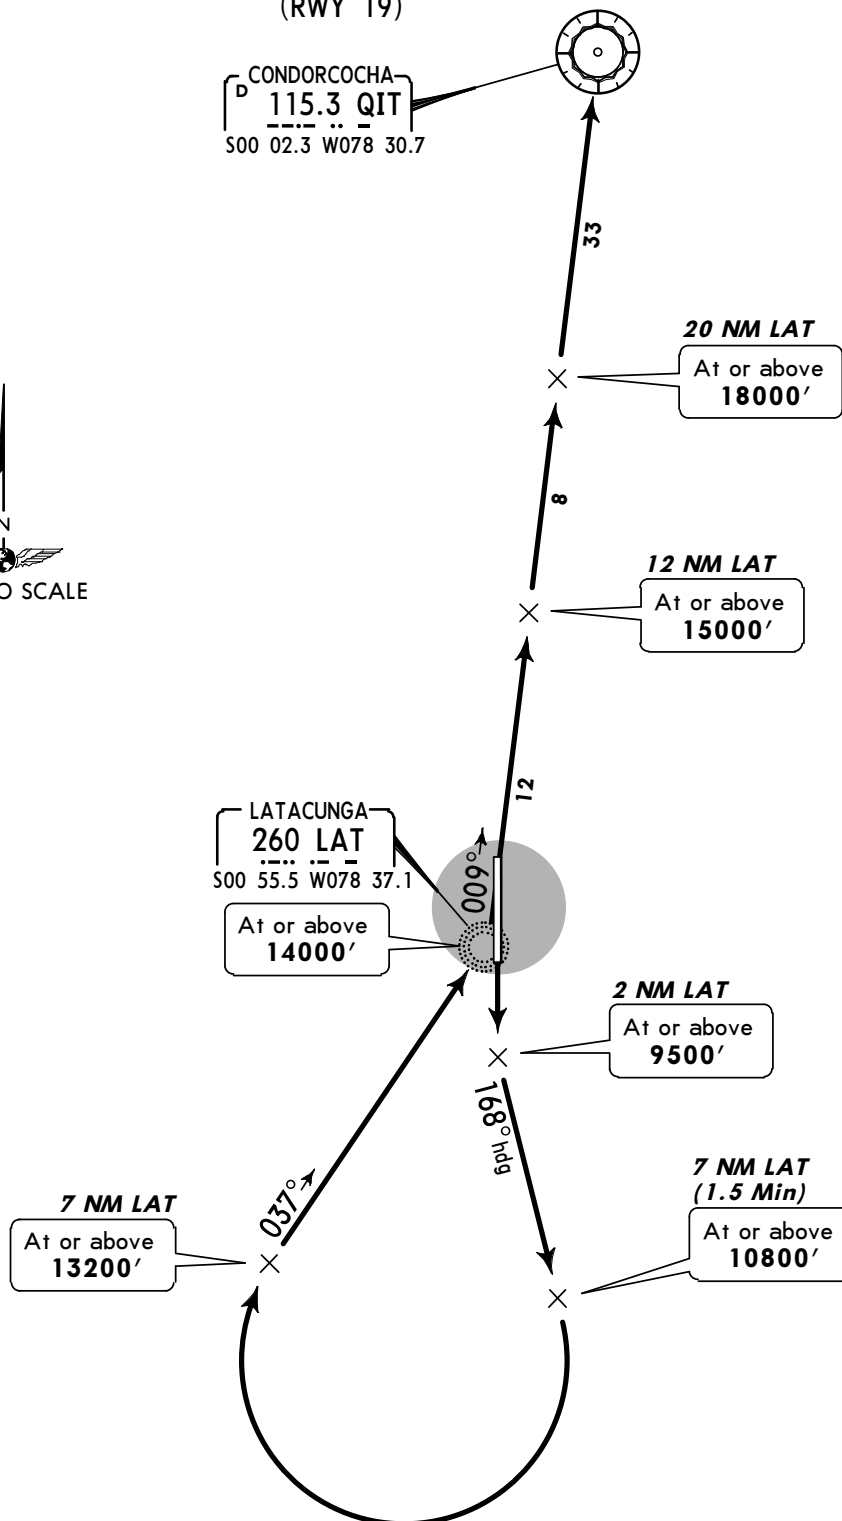 (RWY 19)
CONDORCOCHA
D 115.3 QIT
S00 02.3 W078 30.7
33
20 NM LAT
At or above
18000'
8
12 NM LAT
At or above
15000'
O SCALE
12
LATACUNGA
260 LAT
S00 55.5 W078 37.1
009°
At or above
14000'
2 NM LAT
At or above
9500'
168° hdg
7 NM LAT
(1.5 Min)
At or above
10800'
037°
7 NM LAT
At or above
13200'